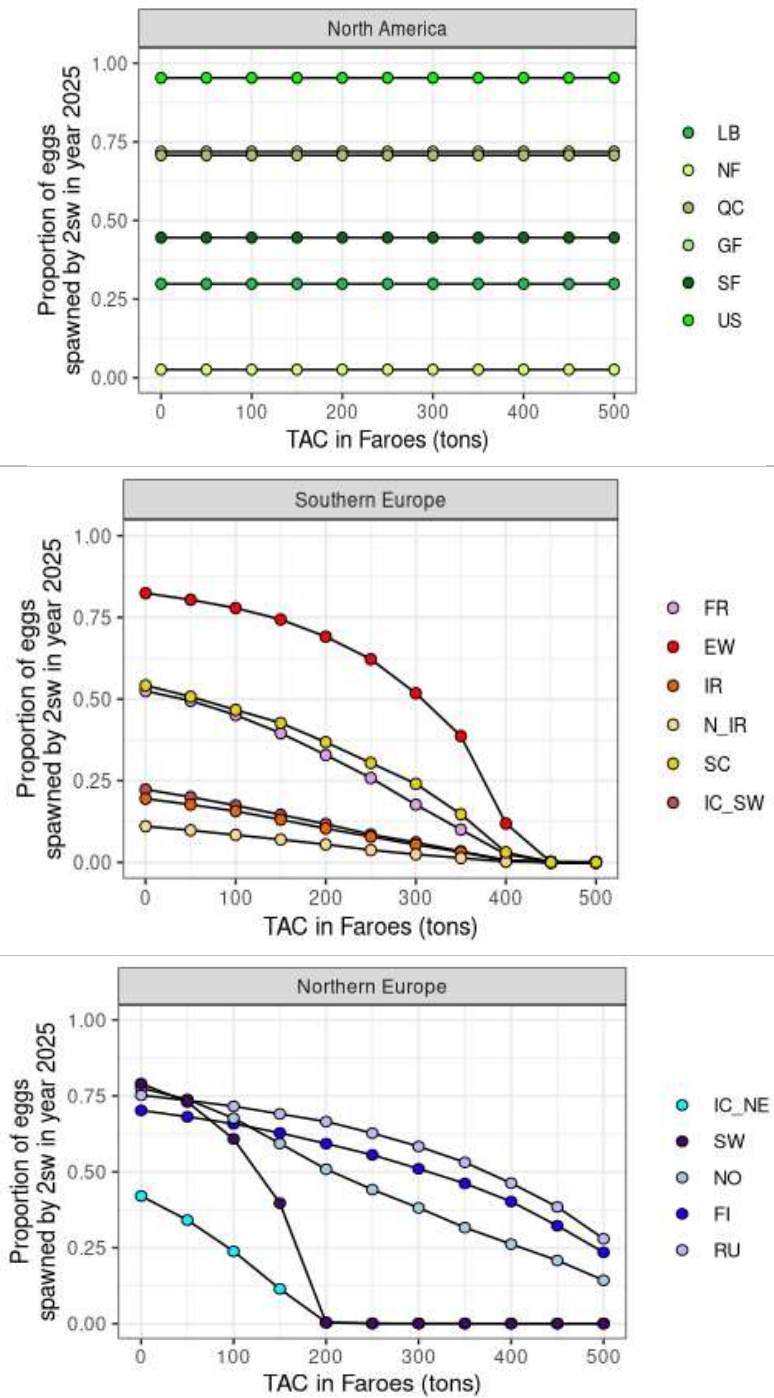 North America
Proportion of eggs
spawned by 2sw in year 2025
1.00
0.75
0.50
0.25
0.00
0 100 200 300 400 500
TAC in Faroes (tons)
LB
NF
QC
GF
SF
US
Southern Europe
Proportion of eggs
spawned by 2sw in year 2025
1.00
0.75
0.50
0.25
0.00
0 100 200 300 400 500
TAC in Faroes (tons)
FR
EW
IR
N_IR
SC
IC_SW
Northern Europe
Proportion of eggs
spawned by 2sw in year 2025
1.00
0.75
0.50
0.25
0.00
0 100 200 300 400 500
TAC in Faroes (tons)
IC_NE
SW
NO
FI
RU